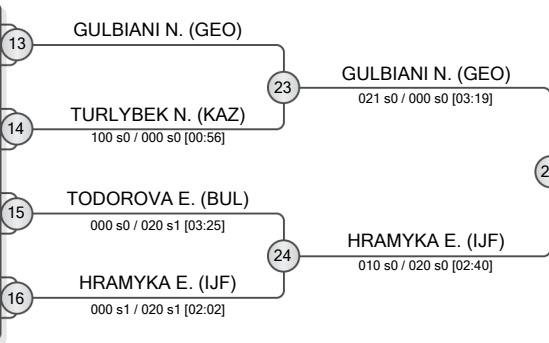 13
GULBIANI N. (GEO)
14
TURLYBEK N. (KAZ)
100 s0 / 000 s0 [00:56]
23
GULBIANI N. (GEO)
021 s0 / 000 s0 [03:19]
15
TODOROVA E. (BUL)
000 s0 / 020 s1 [03:25]
16
HRAMYKA E. (IJF)
000 s1 / 020 s1 [02:02]
24
HRAMYKA E. (IJF)
010 s0 / 020 s0 [02:40]